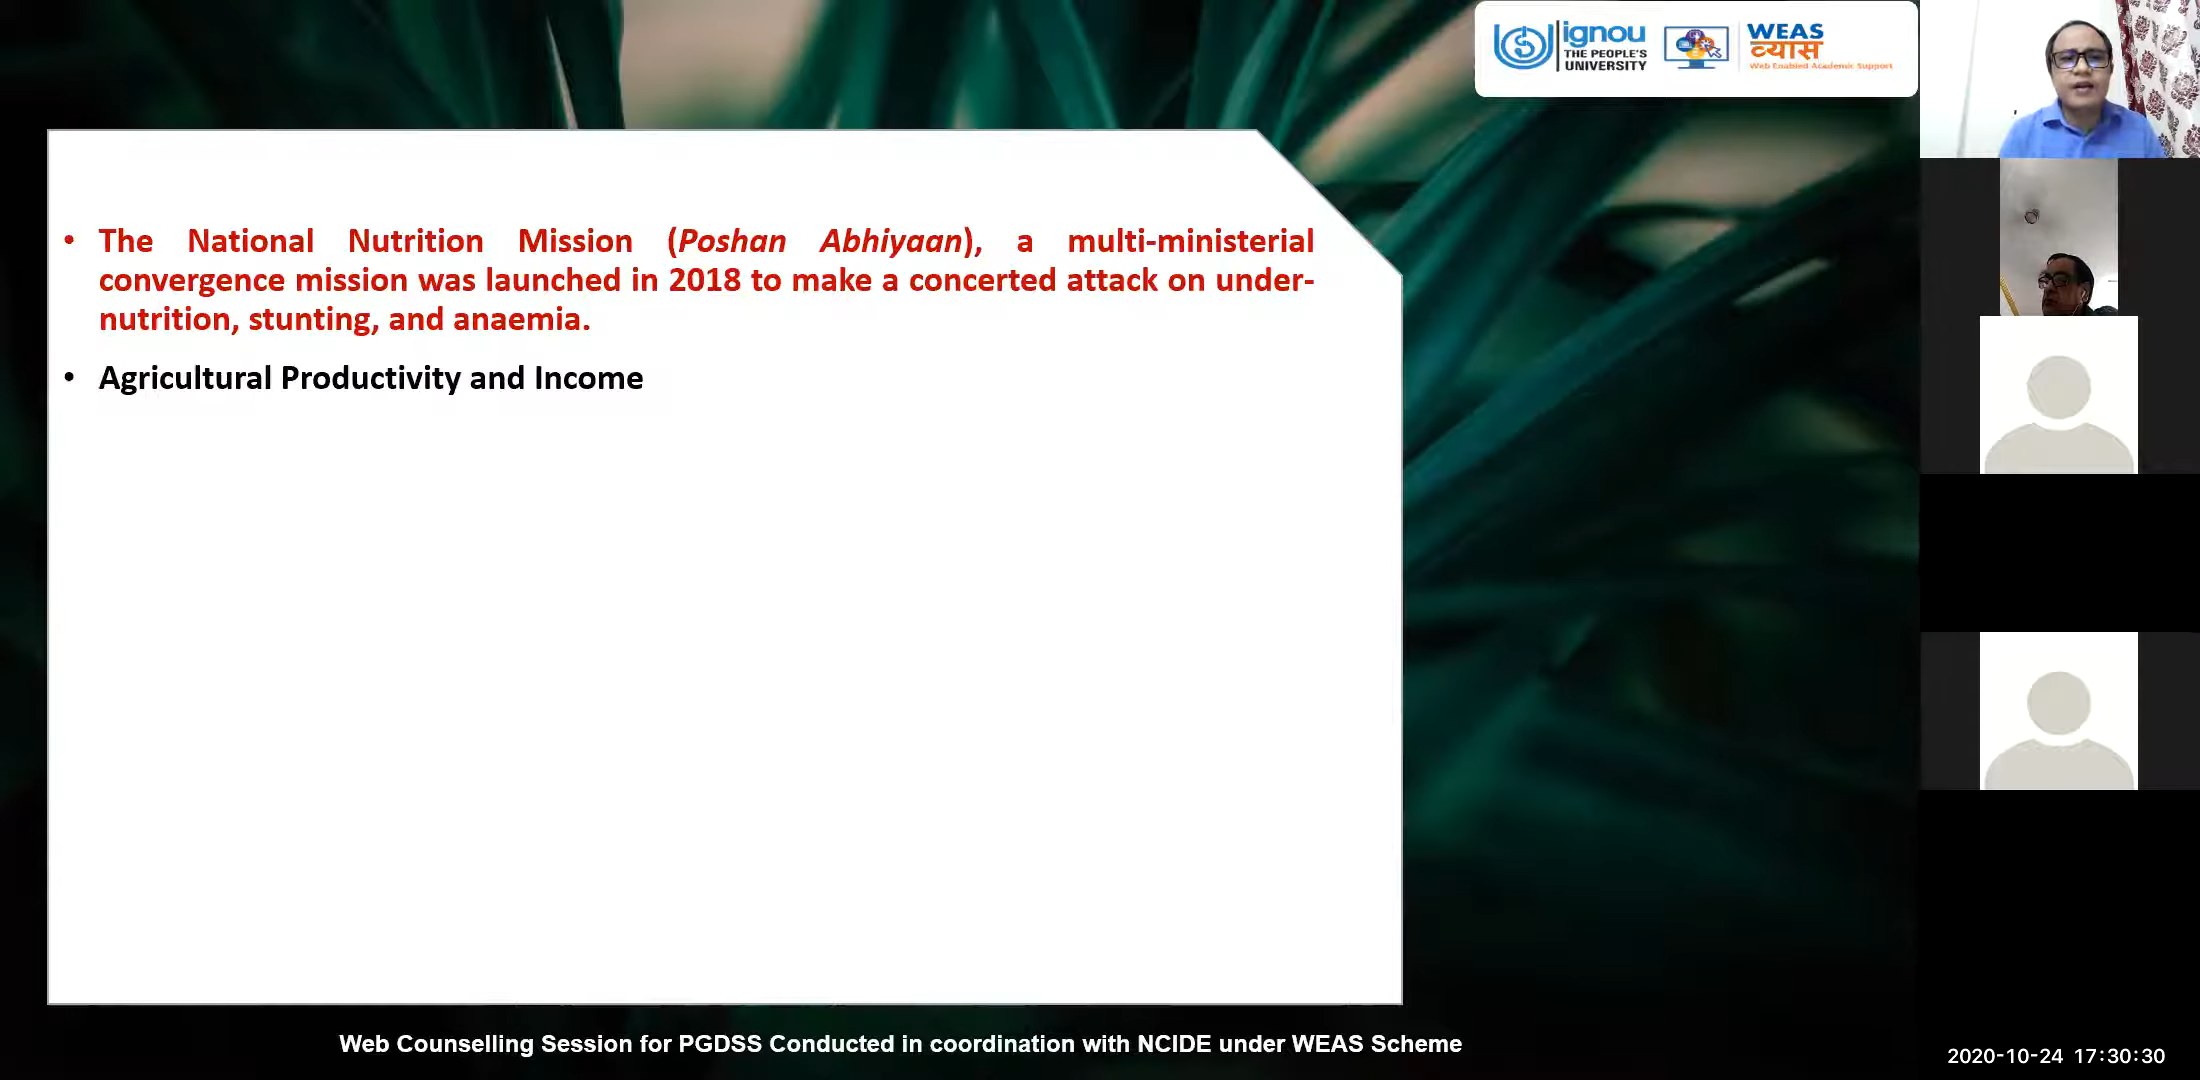 ignou
THE PEOPLE'S
UNIVERSITY
WEAS
व्यास
Web Enabled Academic Support
• The National Nutrition Mission (Poshan Abhiyaan), a multi-ministerial
convergence mission was launched in 2018 to make a concerted attack on under-
nutrition, stunting, and anaemia.
• Agricultural Productivity and Income
Web Counselling Session for PGDSS Conducted in coordination with NCIDE under WEAS Scheme
2020-10-24 17:30:30